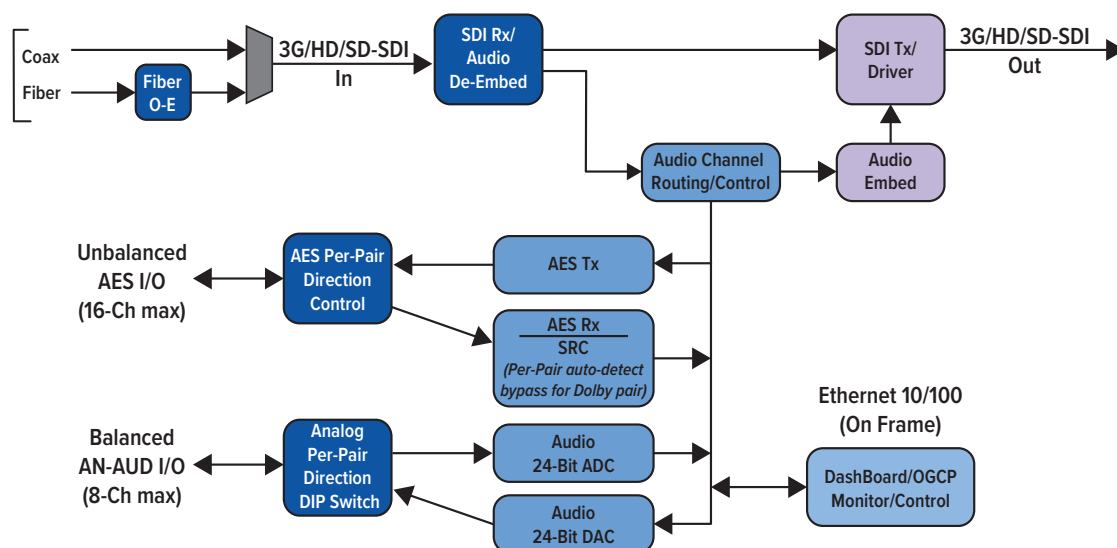 Coax
Fiber
Fiber
O-E
3G/HD/SD-SDI
In
SDI Rx/
Audio
De-Embed
SDI Tx/
Driver
3G/HD/SD-SDI
Out
Audio Channel
Routing/Control
Audio
Embed
Unbalanced
AES I/O
(16-Ch max)
AES Per-Pair
Direction
Control
AES Tx
AES Rx
SRC
(Per-Pair auto-detect
bypass for Dolby pair)
Balanced
AN-AUD I/O
(8-Ch max)
Analog
Per-Pair
Direction
DIP Switch
Audio
24-Bit ADC
Audio
24-Bit DAC
Ethernet 10/100
(On Frame)
DashBoard/OGCP
Monitor/Control